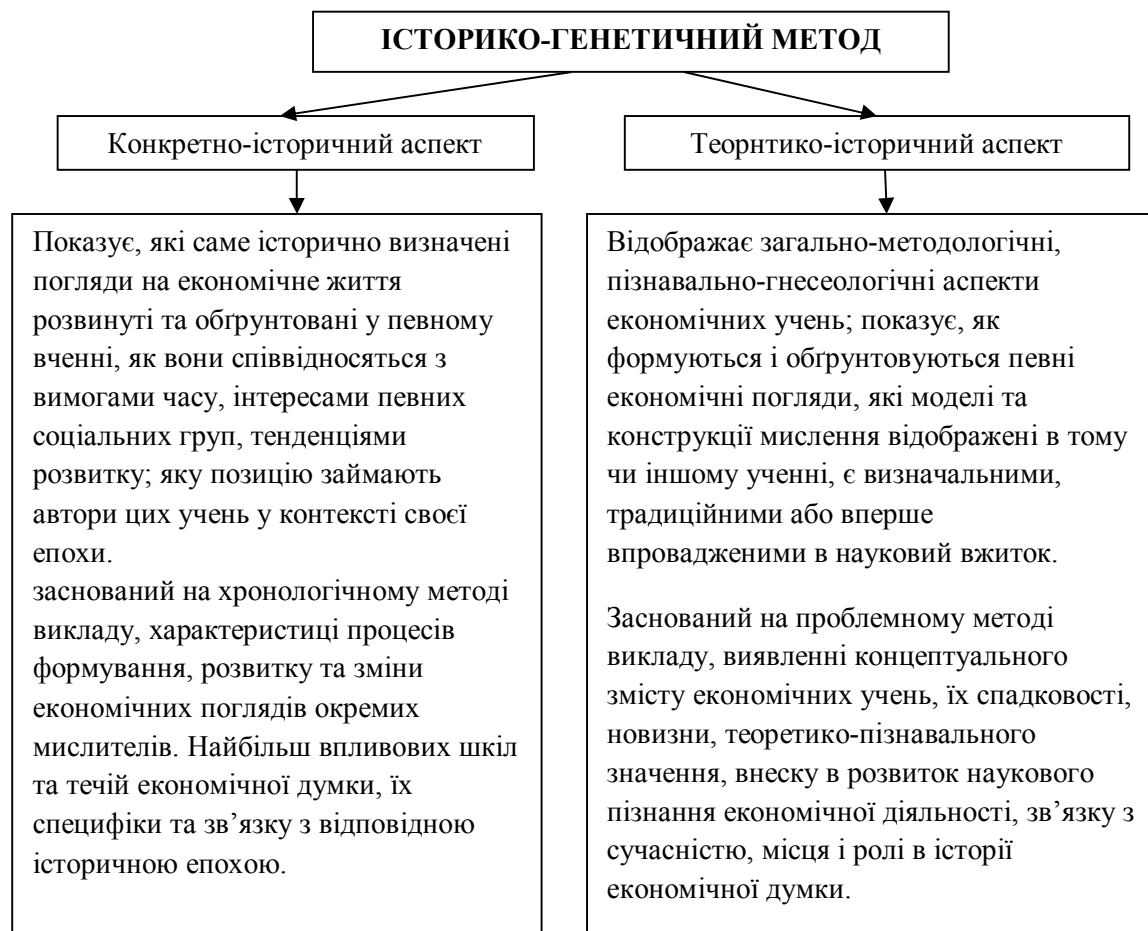 ІСТОРИКО-ГЕНЕТИЧНИЙ МЕТОД
Конкретно-історичний аспект
Теорнтико-історичний аспект
Показує, які саме історично визначені
погляди на економічне життя
розвинуті та обґрунтовані у певному
вченні, як вони співвідносяться з
вимогами часу, інтересами певних
соціальних груп, тенденціями
розвитку; яку позицію займають
автори цих учень у контексті своєї
епохи.
заснований на хронологічному методі
викладу, характеристиці процесів
формування, розвитку та зміни
економічних поглядів окремих
мислителів. Найбільш впливових шкіл
та течій економічної думки, їх
специфіки та зв’язку з відповідною
історичною епохою.
Відображає загально-методологічні,
пізнавально-гнесеологічні аспекти
економічних учень; показує, як
формуються і обґрунтовуються певні
економічні погляди, які моделі та
конструкції мислення відображені в тому
чи іншому ученні, є визначальними,
традиційними або вперше
впровадженими в науковий вжиток.
Заснований на проблемному методі
викладу, виявленні концептуального
змісту економічних учень, їх спадковості,
новизни, теоретико-пізнавального
значення, внеску в розвиток наукового
пізнання економічної діяльності, зв’язку з
сучасністю, місця і ролі в історії
економічної думки.